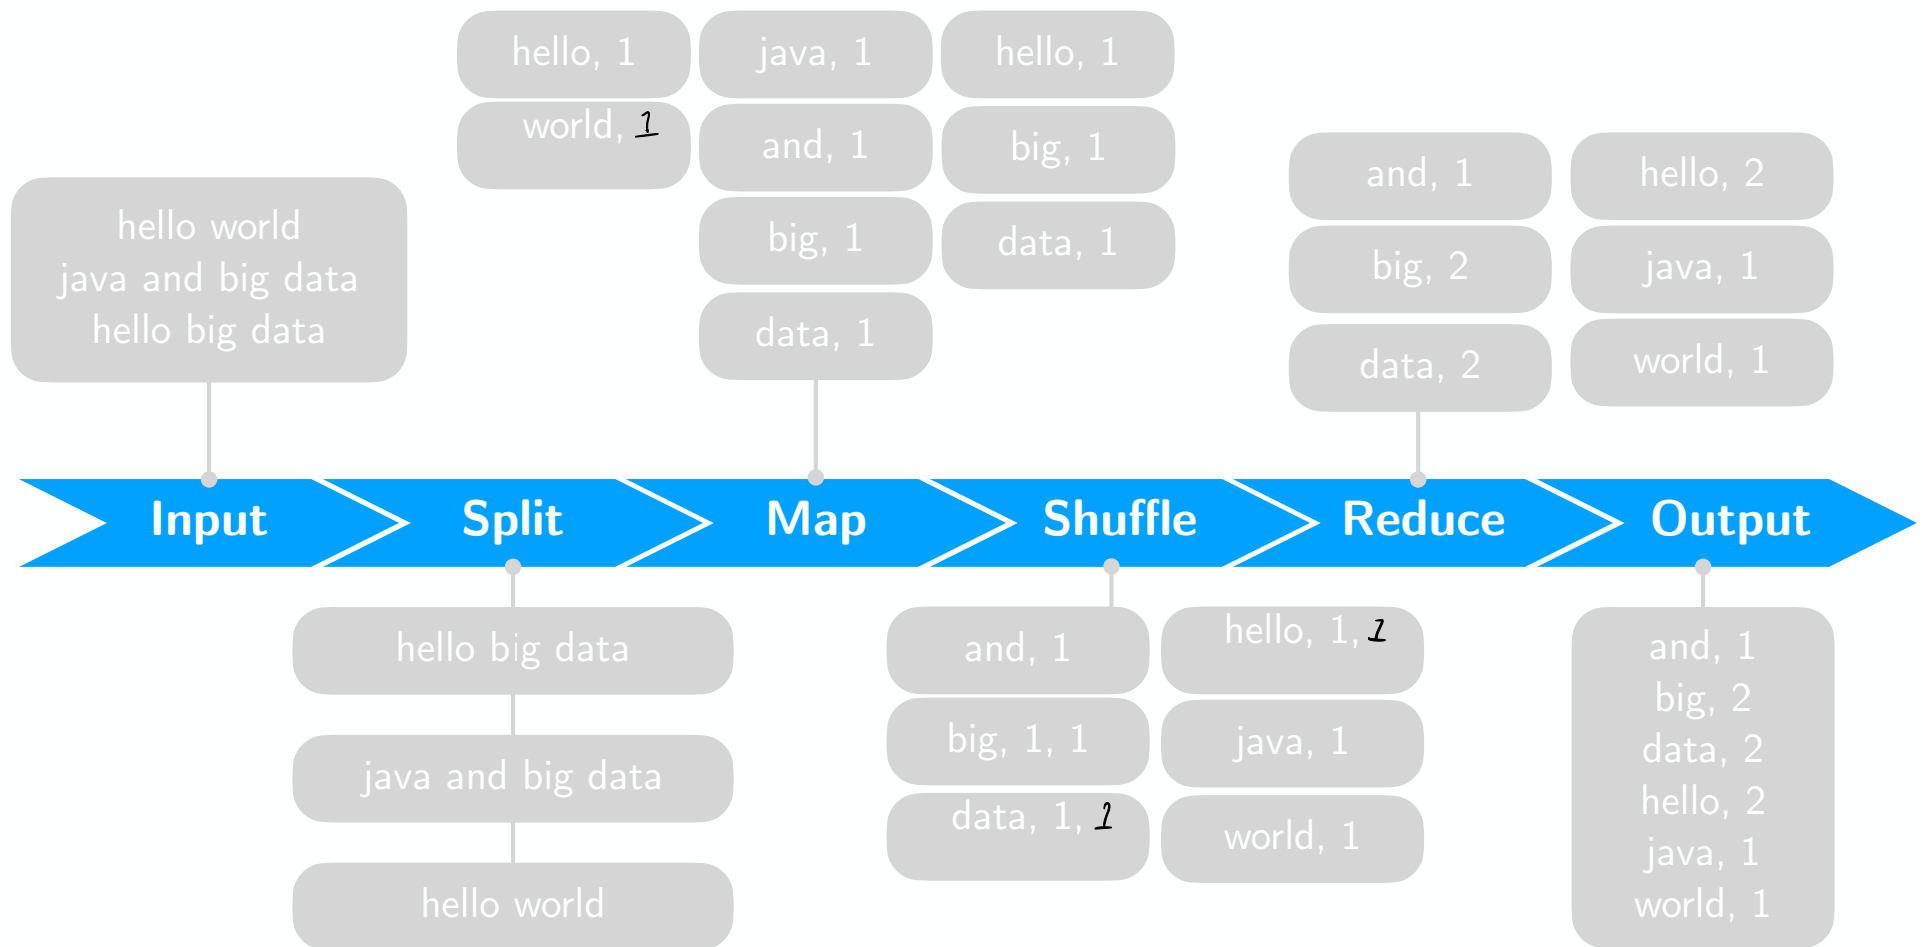 hello, 1
world, 1
java, 1
and, 1
big, 1
data, 1
hello, 1
big, 1
data, 1
hello world
java and big data
hello big data
and, 1
big, 2
data, 2
hello, 2
java, 1
world, 1
Input
Split
Map
Shuffle
Reduce
Output
hello big data
java and big data
hello world
and, 1
big, 1, 1
data, 1, 1
hello, 1, 1
java, 1
world, 1
and, 1
big, 2
data, 2
hello, 2
java, 1
world, 1